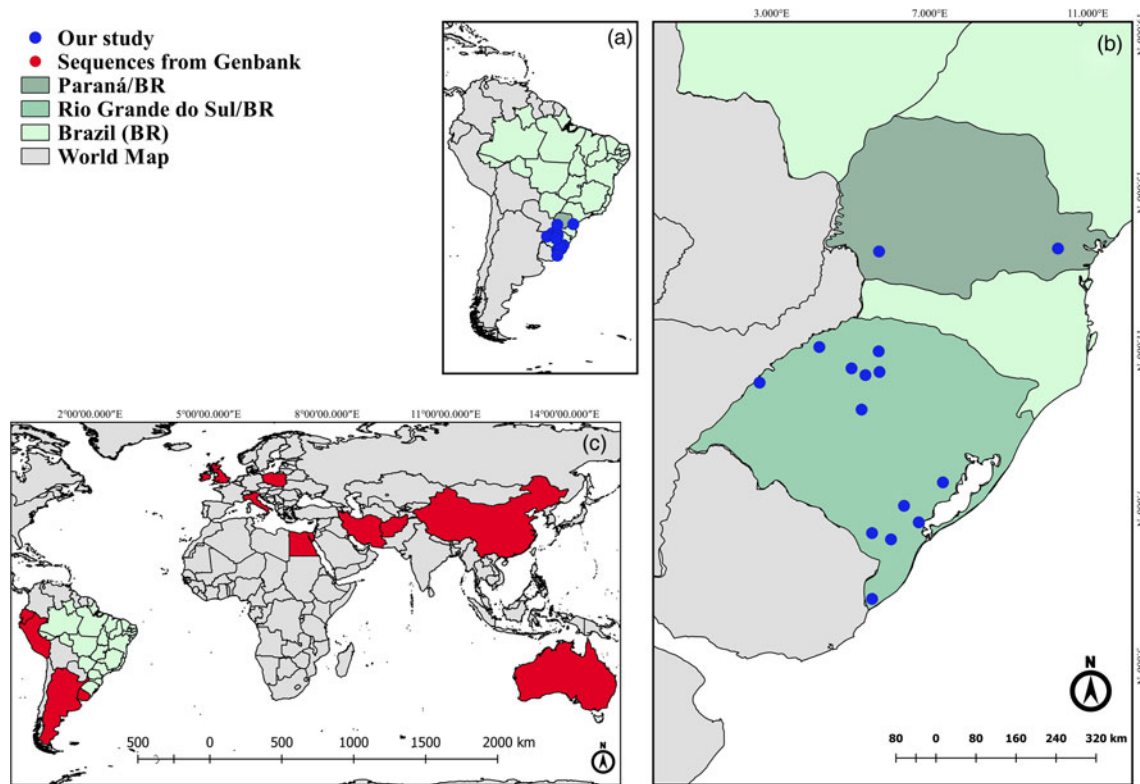 Our study
Sequences from Genbank
Paraná/BR
Rio Grande do Sul/BR
Brazil (BR)
World Map
(a)
3.000°E 7.000°E 11.000°E
(b)
N
80 0 80 160 240 320 km
2°00'00.000"E 5°00'00.000"E 8°00'00.000"E 11°00'00.000"E 14°00'00.000"E
(c)
500 0 500 1000 1500 2000 km
N